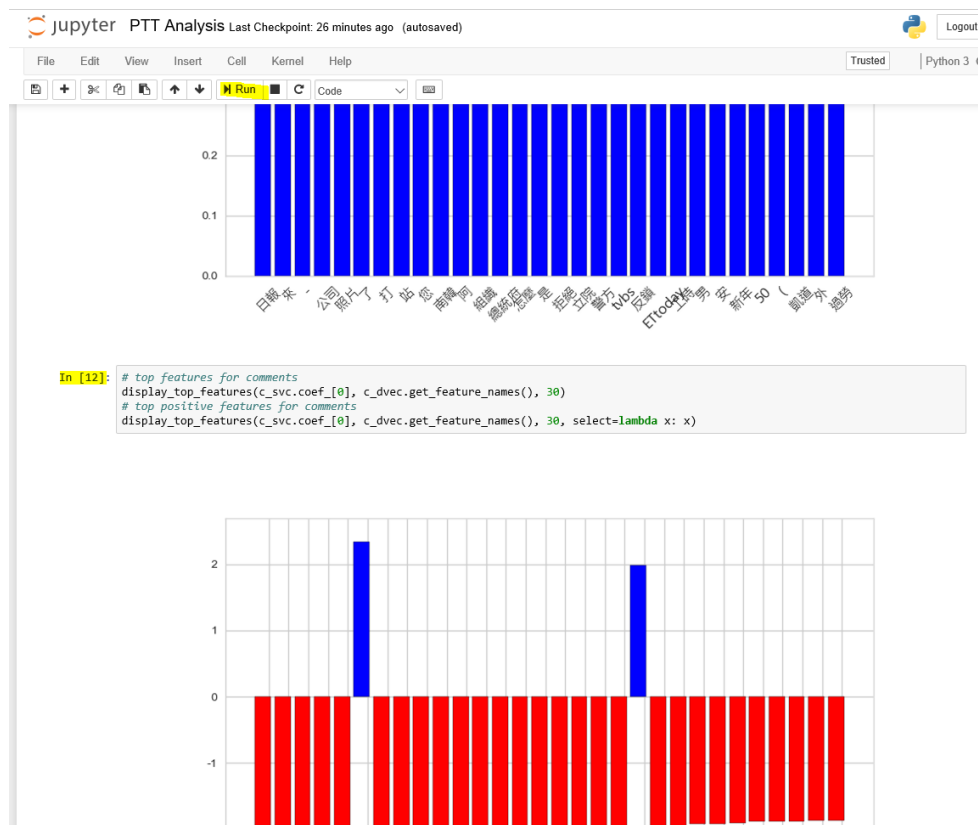 jupyter PTT Analysis Last Checkpoint: 26 minutes ago (autosaved)
Logout
File Edit View Insert Cell Kernel Help
Trusted
Python 3
Run
Code
0.2
0.1
0.0
日報 來 - 公司 照片 了 打 站 您 南韓 阿 組織 總統府 怎麼 是 拒絕 立院 警方 tvbs 反鎖 ETtoday 上時 男 安 新年 50 ( 凱道 外 過勞
In [12]:
# top features for comments
display_top_features(c_svc.coef_[0], c_dvec.get_feature_names(), 30)
# top positive features for comments
display_top_features(c_svc.coef_[0], c_dvec.get_feature_names(), 30, select=lambda x: x)
2
1
0
-1